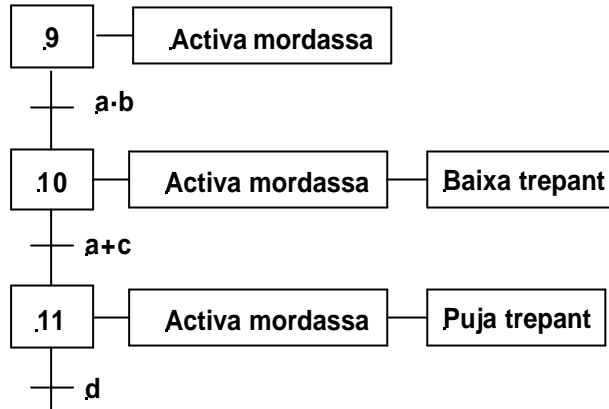 9 Activa mordassa
a·b
10 Activa mordassa Baixa trepant
a+c
11 Activa mordassa Puja trepant
d